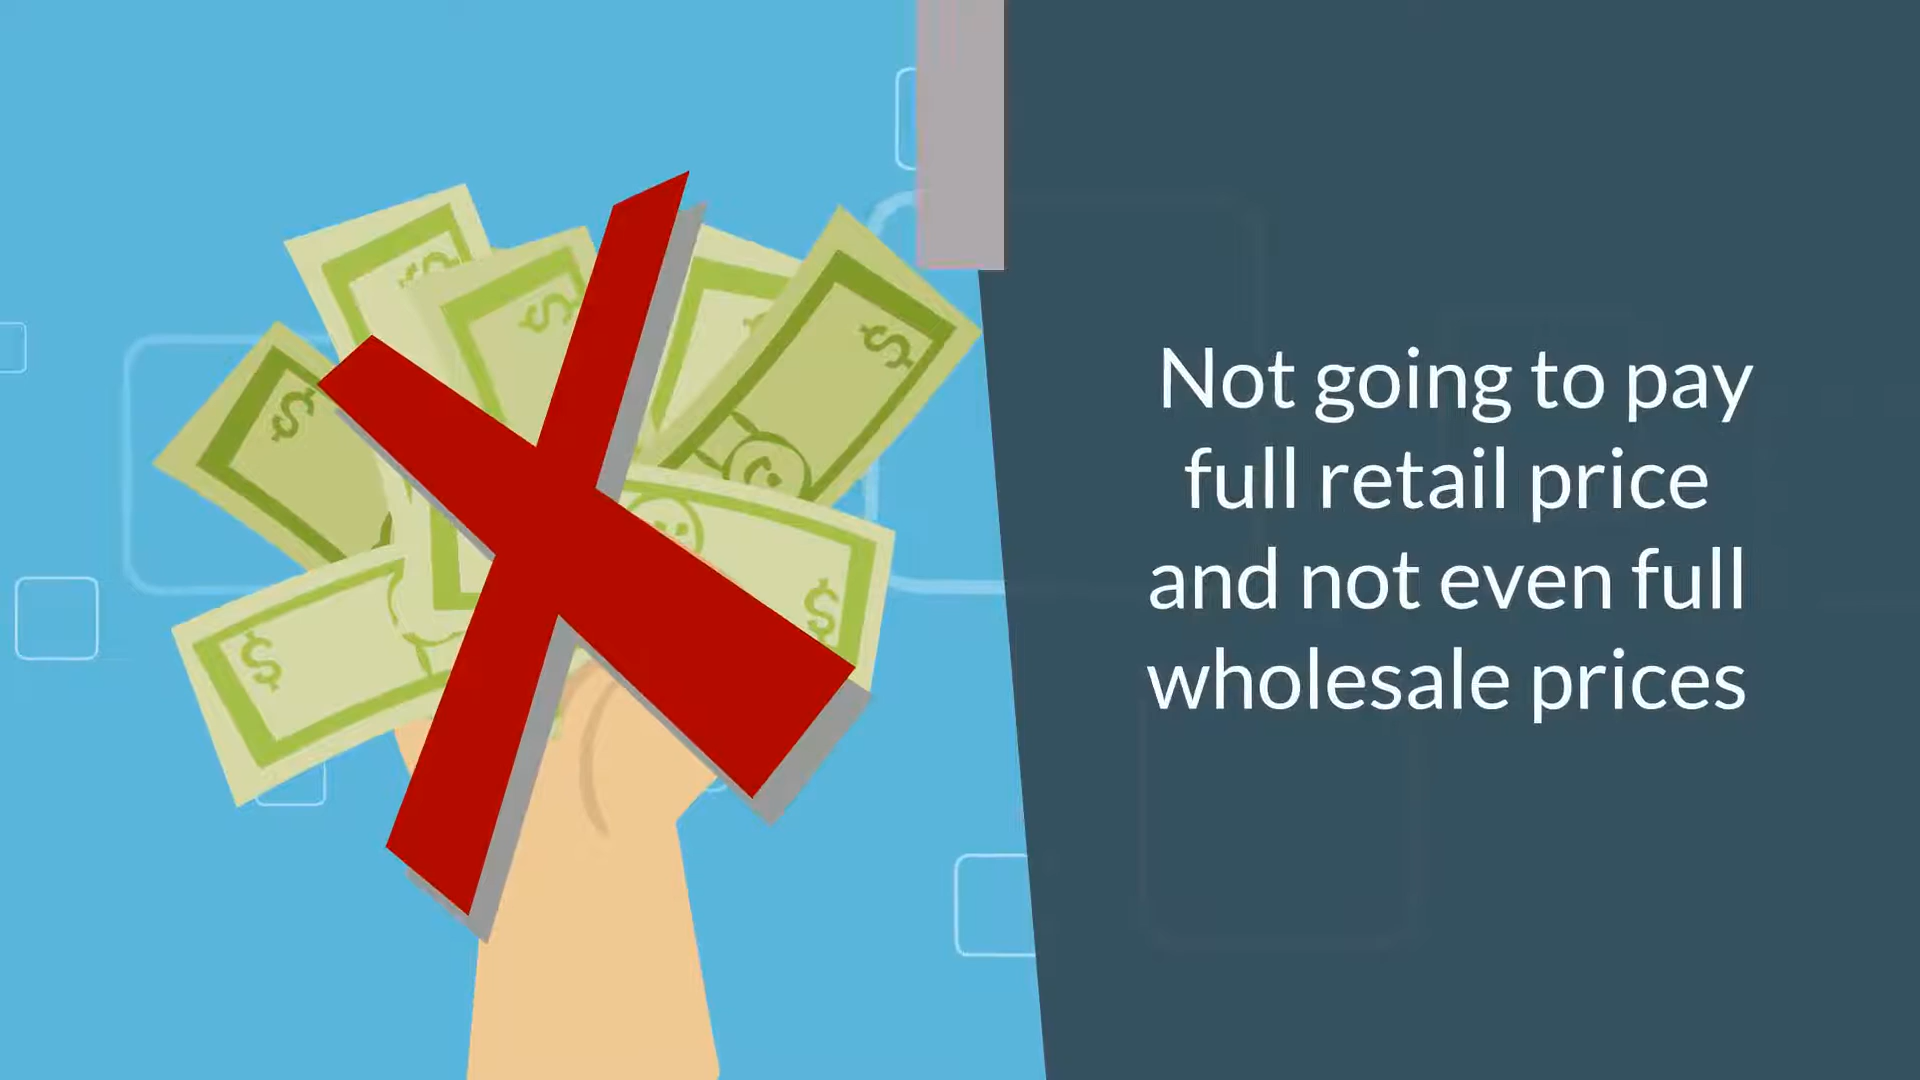 Not going to pay
full retail price
and not even full
wholesale prices